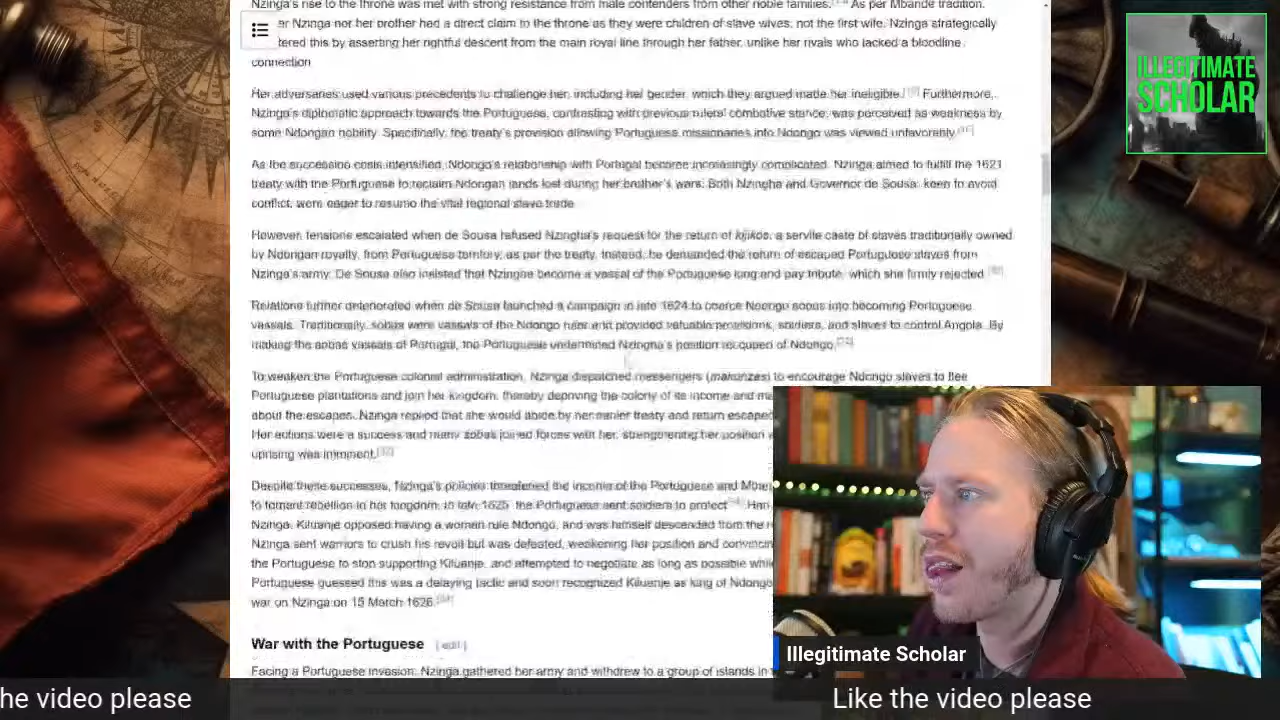 Nzinga's rise to the throne was met with strong resistance from male contenders from other noble families. As per Mbande tradition,
er Nzinga nor her brother had a direct claim to the throne as they were children of slave wives, not the first wife. Nzinga strategically
tered this by asserting her rightful descent from the main royal line through her father, unlike her rivals who lacked a bloodline
connection
Her adversaries used various precedents to challenge her, including her gender, which they argued made her ineligible. Furthermore,
Nzinga's diplomatic approach towards the Portuguese, contrasting with previous rulers' combative stance, was perceived as weakness by
some Ndongan nobility. Specifically, the treaty's provision allowing Portuguese missionaries into Ndongo was viewed unfavorably.
As the succession crisis intensified, Ndongo's relationship with Portugal became increasingly complicated. Nzinga aimed to fulfill the 1621
treaty with the Portuguese to reclaim Ndongan lands lost during her brother's wars. Both Nzingha and Governor de Sousa, keen to avoid
conflict, were eager to resume the vital regional slave trade.
However, tensions escalated when de Sousa refused Nzingha's request for the return of kijikos, a servile caste of slaves traditionally owned
by Ndongan royalty, from Portuguese territory, as per the treaty. Instead, he demanded the return of escaped Portuguese slaves from
Nzinga's army. De Sousa also insisted that Nzingha become a vassal of the Portuguese king and pay tribute, which she firmly rejected.
Relations further deteriorated when de Sousa launched a campaign in late 1624 to coerce Ndongo sobas into becoming Portuguese
vassals. Traditionally, sobas were vassals of the Ndongo ruler and provided valuable provisions, soldiers, and slaves to control Angola. By
making the sobas vassals of Portugal, the Portuguese undermined Nzingha's position as queen of Ndongo.
To weaken the Portuguese colonial administration, Nzinga dispatched messengers (makunzes) to encourage Ndongo slaves to flee
Portuguese plantations and join her kingdom, thereby depriving the colony of its income and ma
about the escapes, Nzinga replied that she would abide by her earlier treaty and return escaped
Her actions were a success and many sobas joined forces with her, strengthening her position
uprising was imminent.
Despite these successes, Nzinga's policies threatened the income of the Portuguese and Mbu
to foment rebellion in her kingdom. In late 1625, the Portuguese sent soldiers to protect
Nzinga. Kiluanje opposed having a woman rule Ndongo, and was himself descended from the r
Nzinga sent warriors to crush his revolt but was defeated, weakening her position and convincin
the Portuguese to stop supporting Kiluanje, and attempted to negotiate as long as possible whil
Portuguese guessed this was a delaying tactic and soon recognized Kiluanje as king of Ndongo
war on Nzinga on 15 March 1626.
War with the Portuguese [edit]
Facing a Portuguese invasion, Nzinga gathered her army and withdrew to a group of islands in
ILLEGITIMATE
SCHOLAR
Illegitimate Scholar
he video please
Like the video please